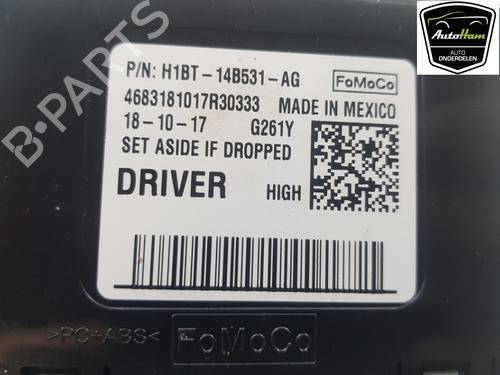 AutoHam
AUTO
ONDERDELEN
B-Parts
P/N: H1BT-14B531-AG
FoMoCo
4683181017R30333 MADE IN MEXICO
18-10-17 G261Y
SET ASIDE IF DROPPED
DRIVER HIGH
>PC+ABS< FoMoCo